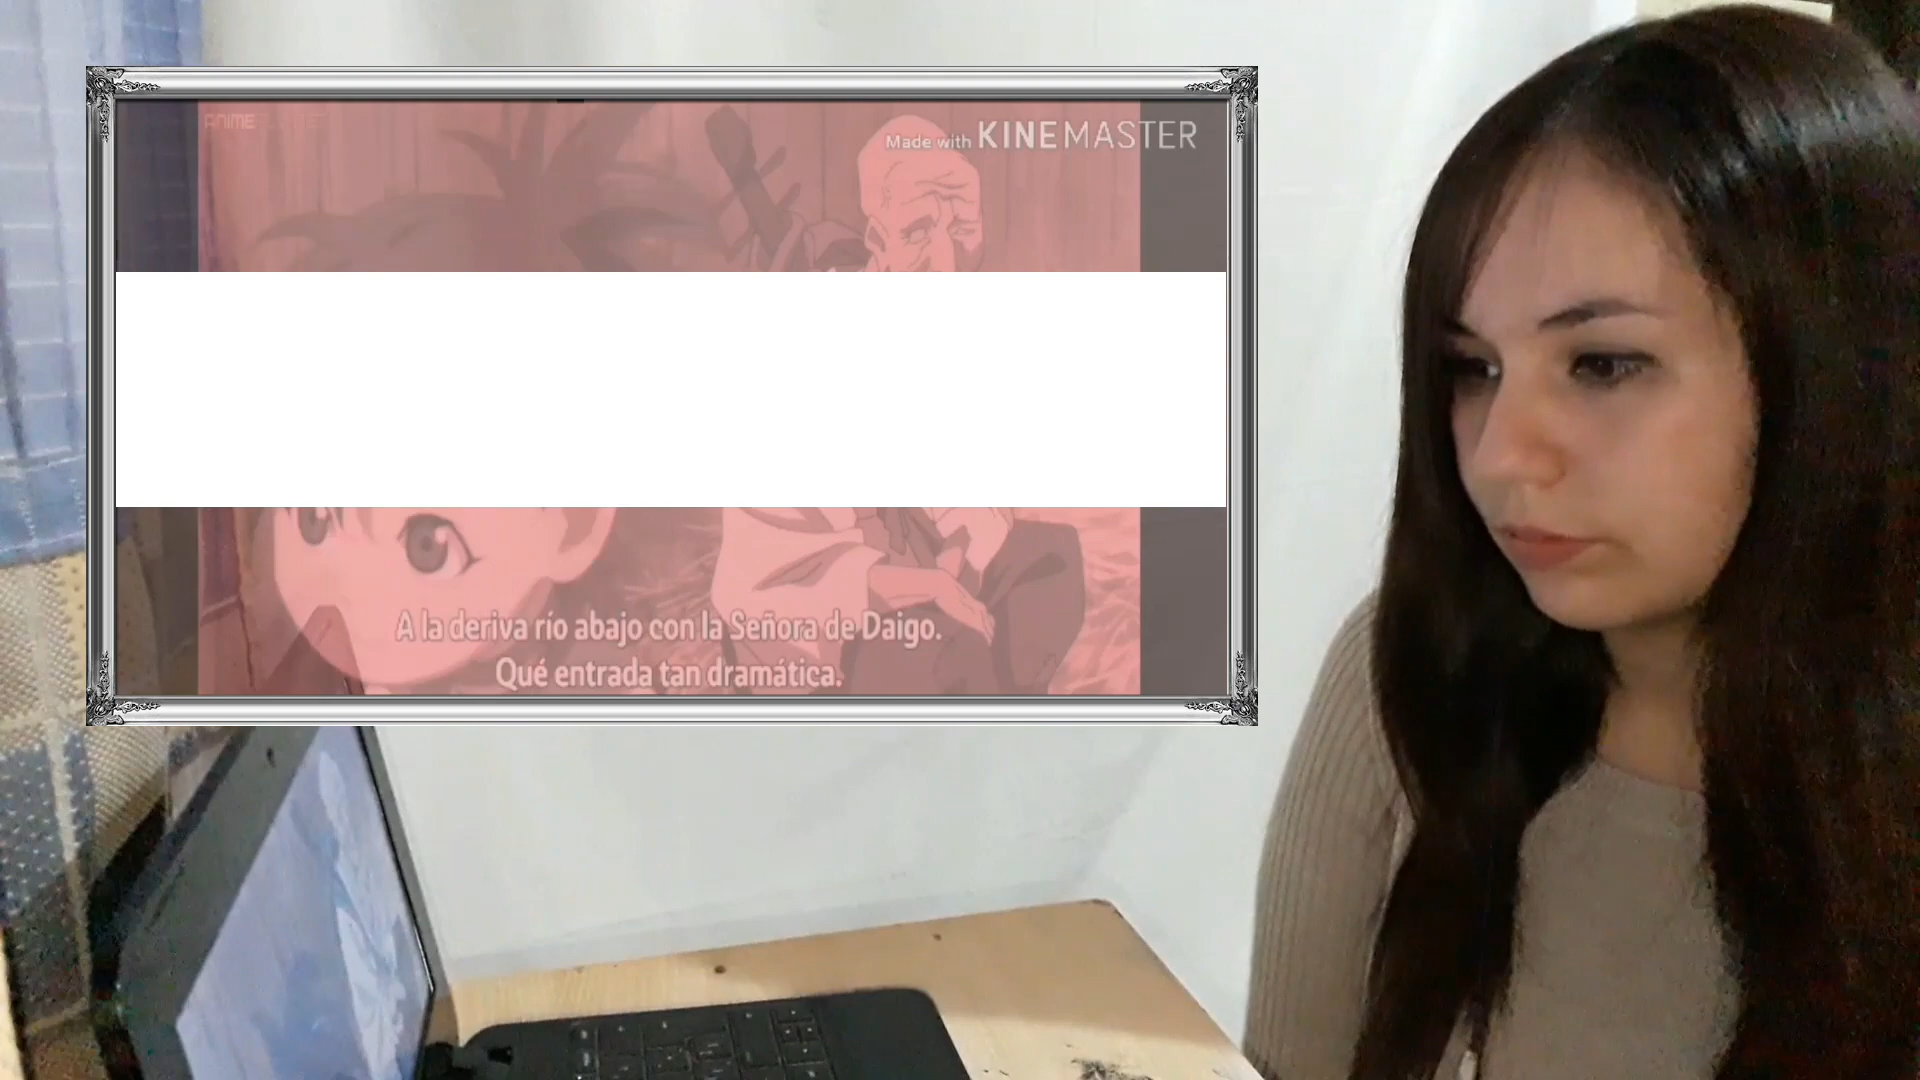 Made with KINEMASTER
A la deriva río abajo con la Señora de Daigo.
Qué entrada tan dramática.